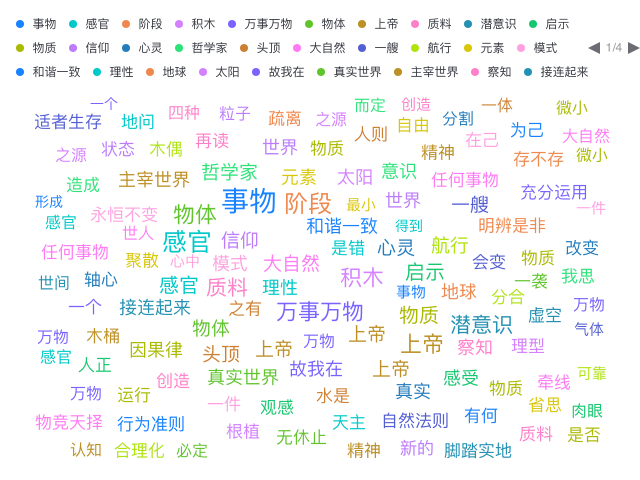 事物 感官 阶段 积木 万事万物 物体 上帝 质料 潜意识 启示
物质 信仰 心灵 哲学家 头顶 大自然 一艘 航行 元素 模式 1/4
和谐一致 理性 地球 太阳 故我在 真实世界 主宰世界 察知 接连起来
一个 四种 粒子 而定 创造 一体 微小
适者生存 地问 疏离 之源 自由 分割 为己
人则 大自然
之源 状态 木偶 再读 世界 物质 精神 在己 存不存 微小
造成 主宰世界 哲学家 元素 太阳 意识 任何事物 充分运用
形成 永恒不变 物体 事物 阶段 最小 世界 一艘 一件
感官 世人 感官 信仰 和谐一致 得到 明辨是非
任何事物 聚散 心中 模式 大自然 是错 心灵 航行 会变 物质 改变
世间 轴心 感官 质料 理性 积木 启示 事物 地球 分合 一袭 我思
一个 接连起来 之有 万事万物 物质 潜意识 虚空 万物
万物 木桶 物体 万物 上帝 上帝 察知 理型 气体
感官 人正 因果律 头顶 上帝 故我在 上帝 感受 可靠
万物 运行 创造 真实世界 真实 物质 牵线
物竞天择 行为准则 一件 观感 水是 天主 自然法则 有何 省思 肉眼
认知 合理化 必定 根植 无休止 精神 新的 脚踏实地 质料 是否